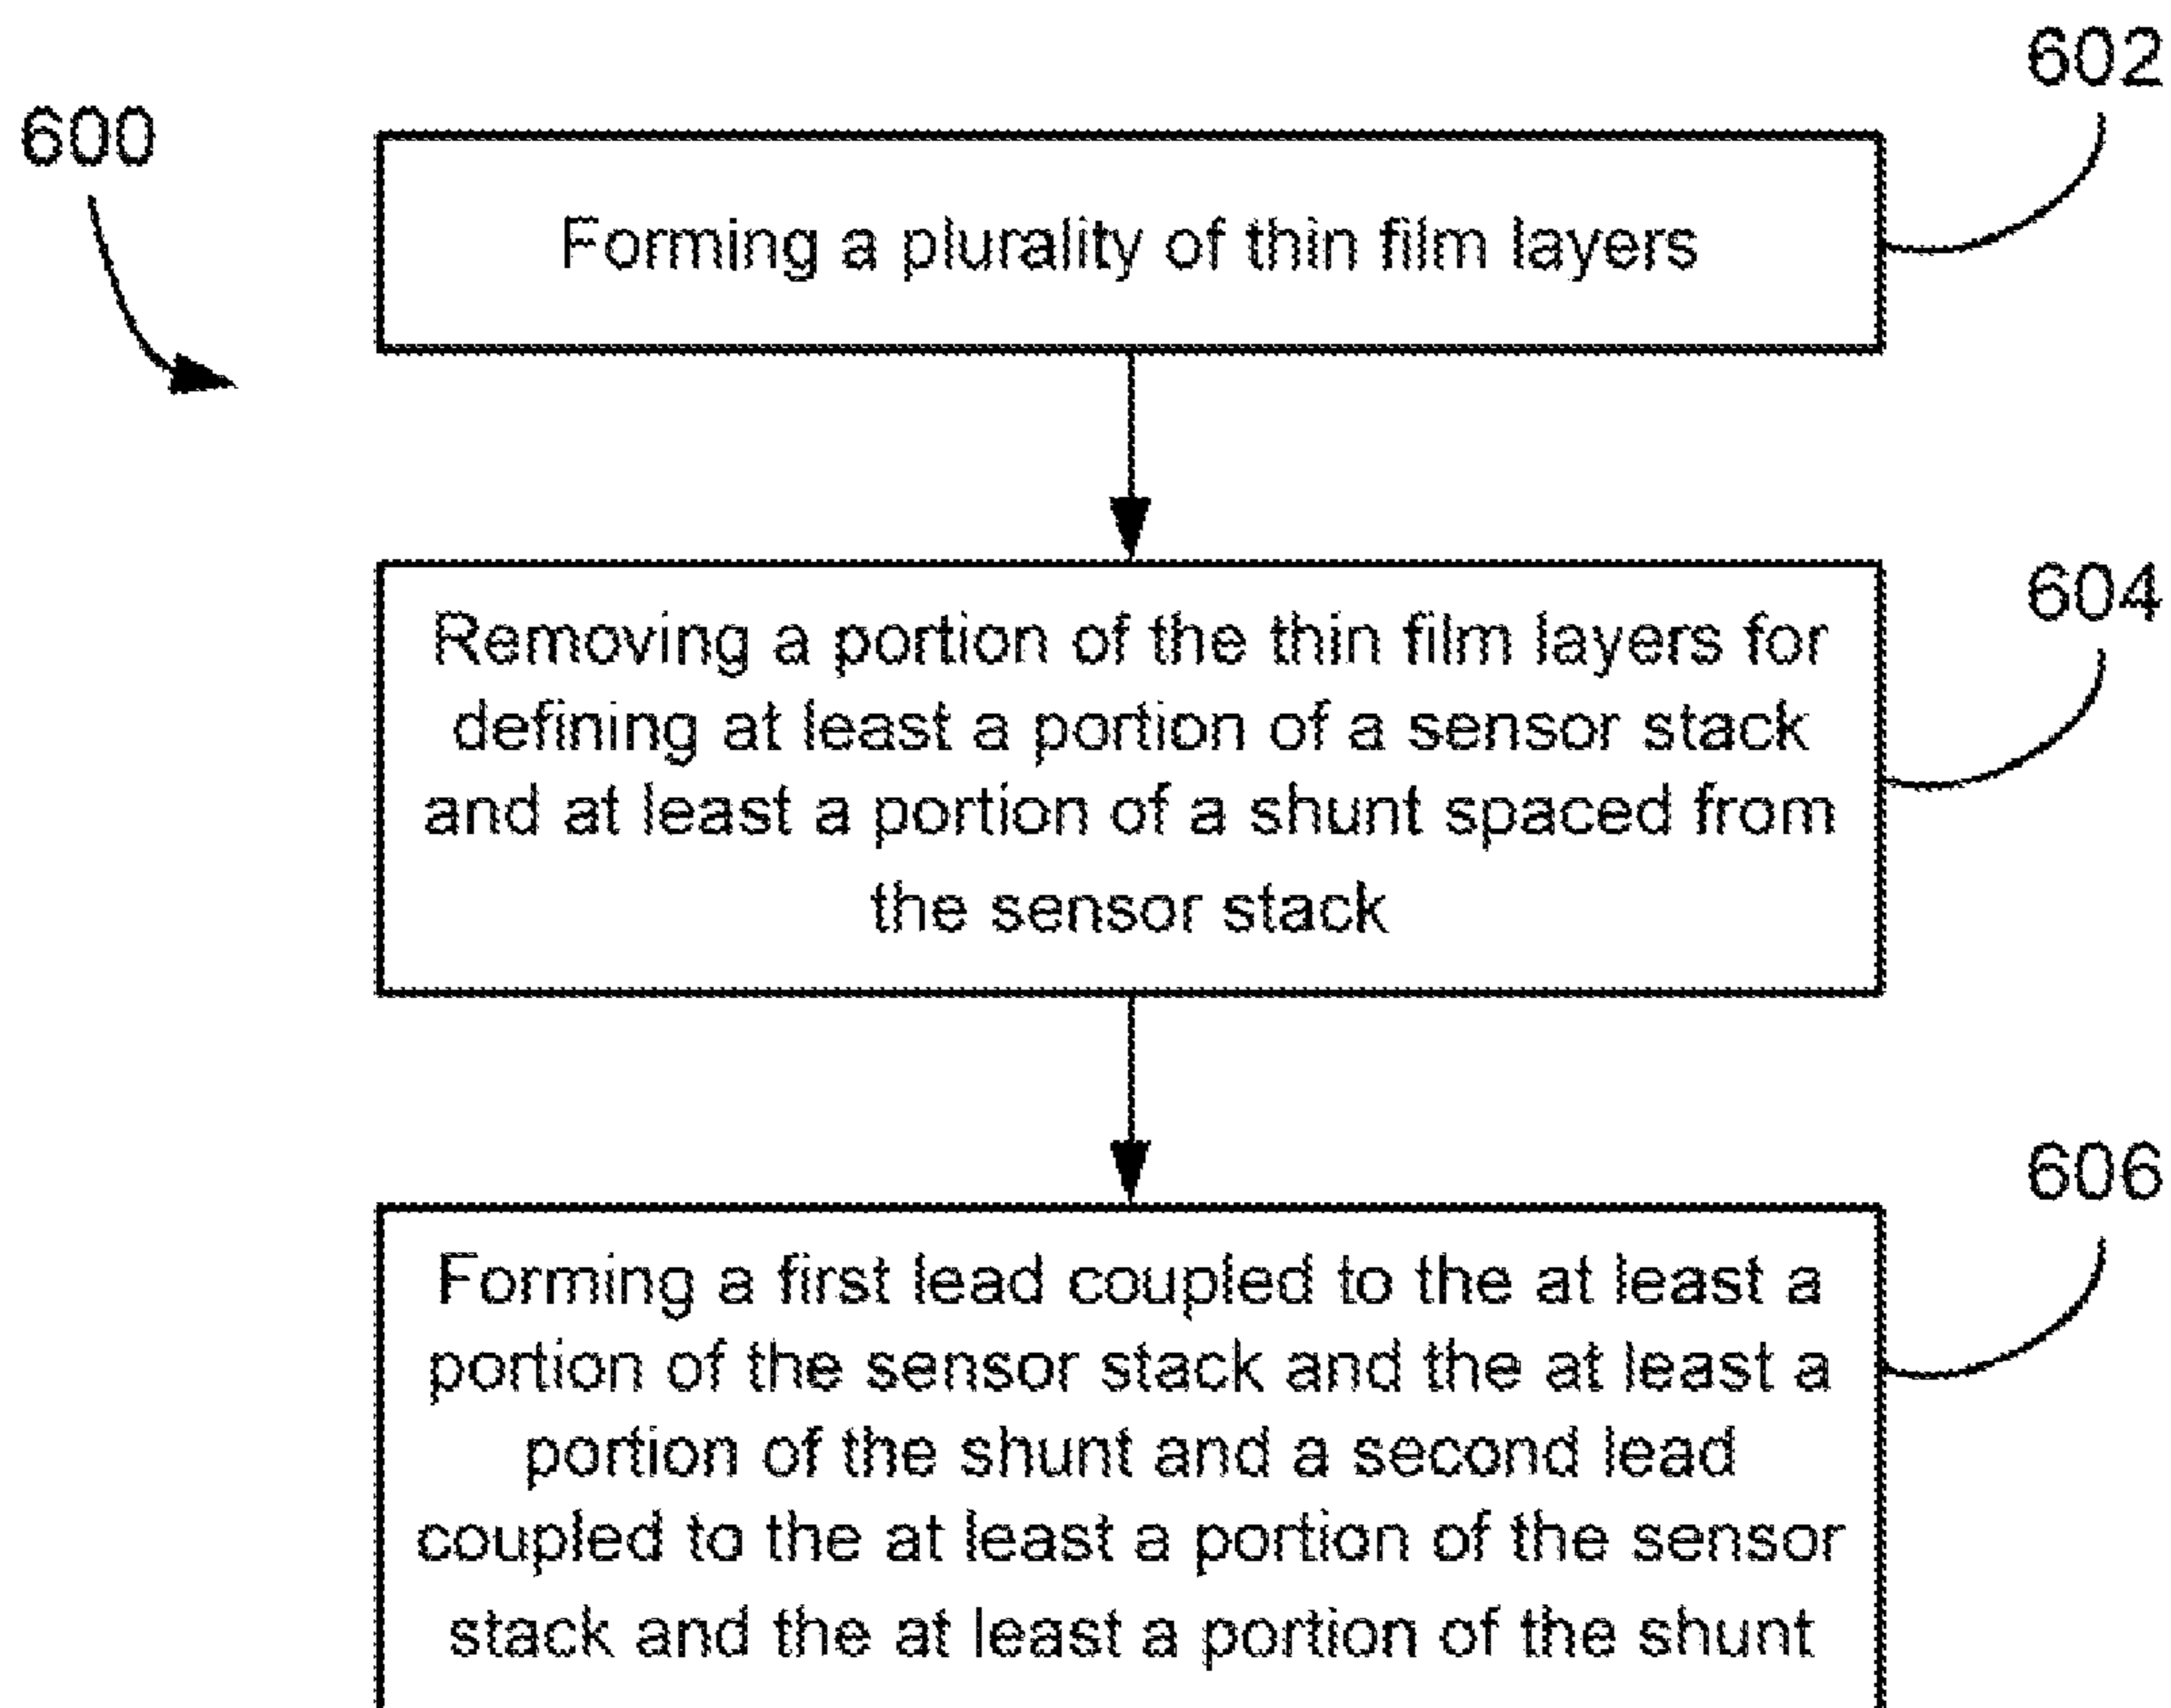 602
600
Forming a plurality of thin film layers
604
Removing a portion of the thin film layers for
defining at least a portion of a sensor stack
and at least a portion of a shunt spaced from
the sensor stack
606
Forming a first lead coupled to the at least a
portion of the sensor stack and the at least a
portion of the shunt and a second lead
coupled to the at least a portion of the sensor
stack and the at least a portion of the shunt